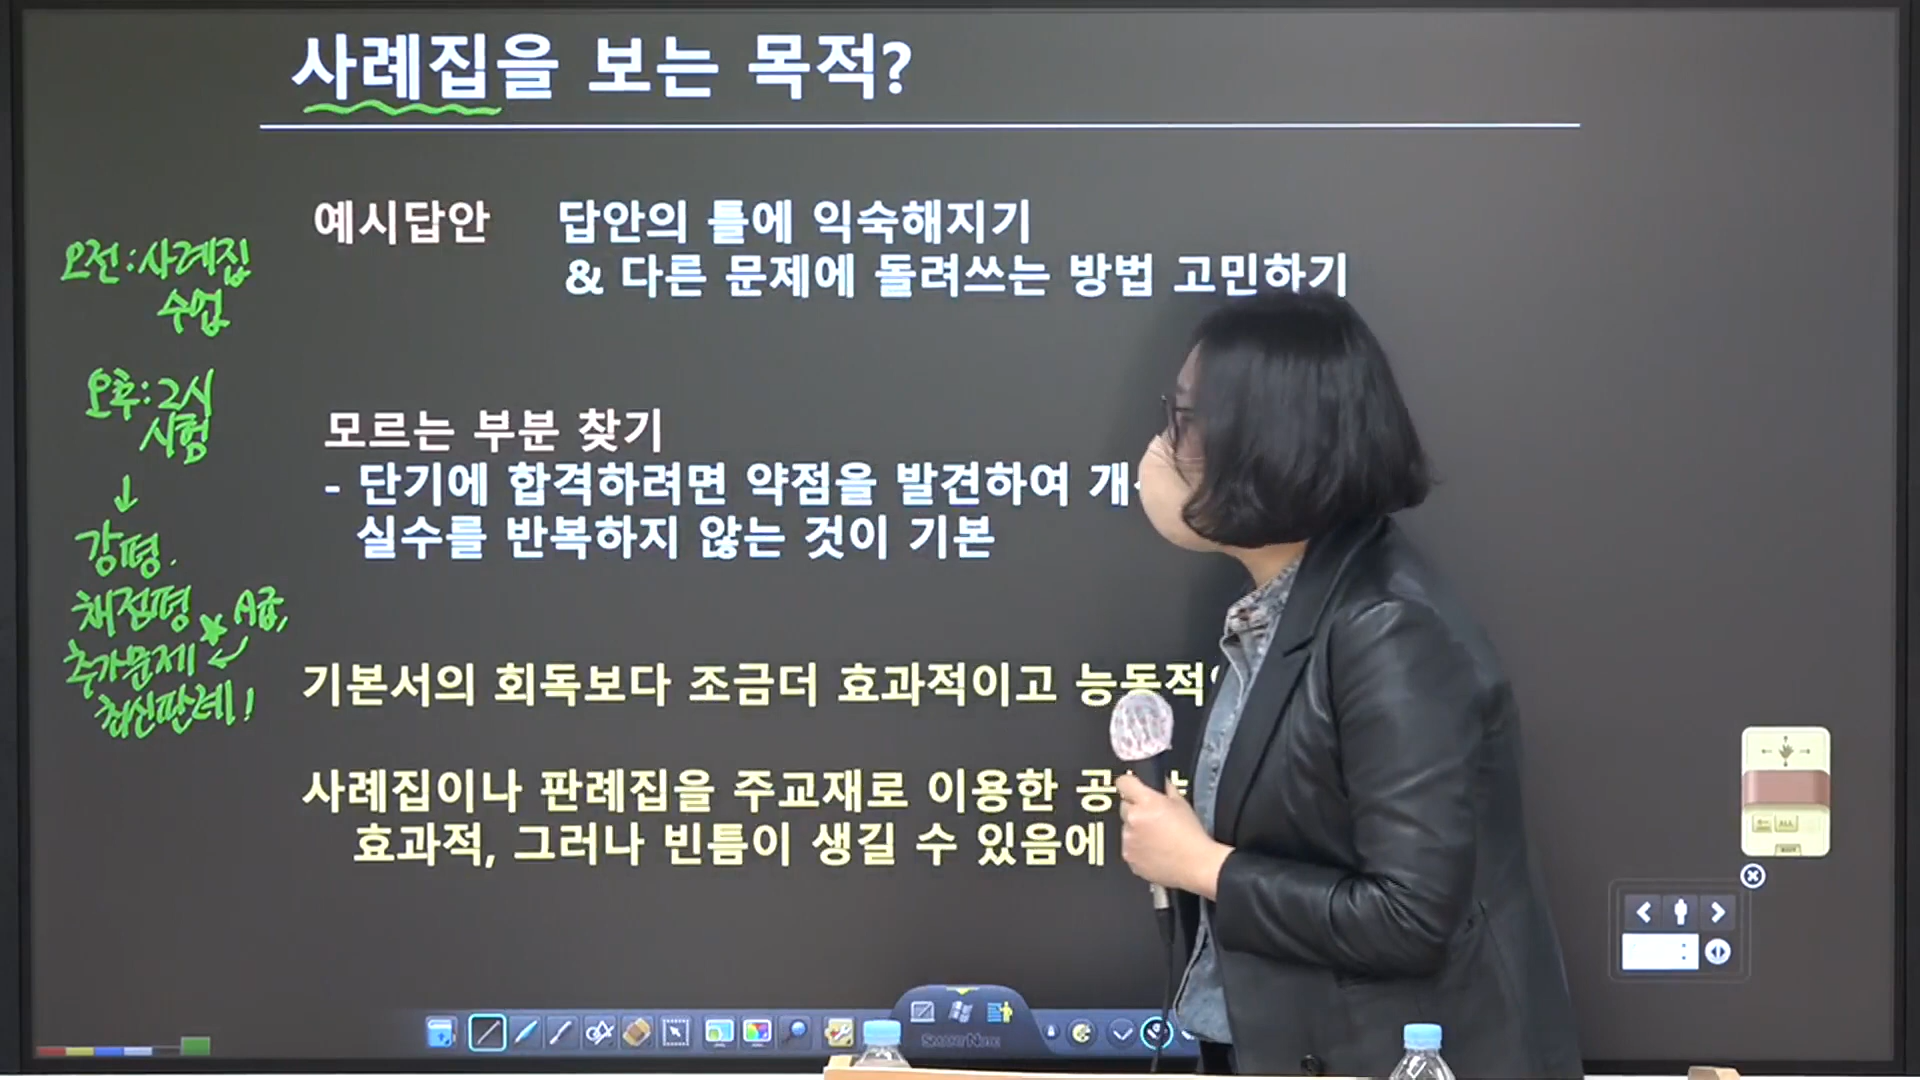 사례집을 보는 목적?
예시답안 답안의 틀에 익숙해지기
& 다른 문제에 돌려쓰는 방법 고민하기
모르는 부분 찾기
- 단기에 합격하려면 약점을 발견하여
실수를 반복하지 않는 것이 기본
기본서의 회독보다 조금더 효과적이고
사례집이나 판례집을 주교재로 이용한
효과적, 그러나 빈틈이 생길 수 있음에
오전:사례집
수업
오후:2시
시험
↓
강평.
채점평 A급,
추가문제
최신판례!
ALL